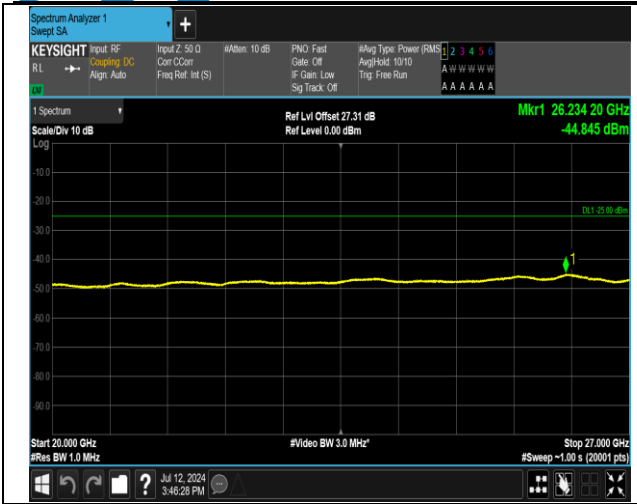 Spectrum Analyzer 1
Swept SA
+
KEYSIGHT
RL
LXI
Input: RF
Coupling: DC
Align: Auto
Input Z: 50 Ω
Corr CCorr
Freq Ref: Int (S)
#Atten: 10 dB
PNO: Fast
Gate: Off
IF Gain: Low
Sig Track: Off
#Avg Type: Power (RMS
Avg|Hold: 10/10
Trig: Free Run
1 2 3 4 5 6
A W W W W W
A A A A A A
1 Spectrum
Scale/Div 10 dB
Log
Ref Lvl Offset 27.31 dB
Ref Level 0.00 dBm
Mkr1 26.234 20 GHz
-44.845 dBm
-10.0
-20.0
DL1 -25.00 dBm
-30.0
-40.0
1
-50.0
-60.0
-70.0
-80.0
-90.0
Start 20.000 GHz
#Res BW 1.0 MHz
#Video BW 3.0 MHz*
Stop 27.000 GHz
#Sweep ~1.00 s (20001 pts)
?
Jul 12, 2024
3:46:28 PM